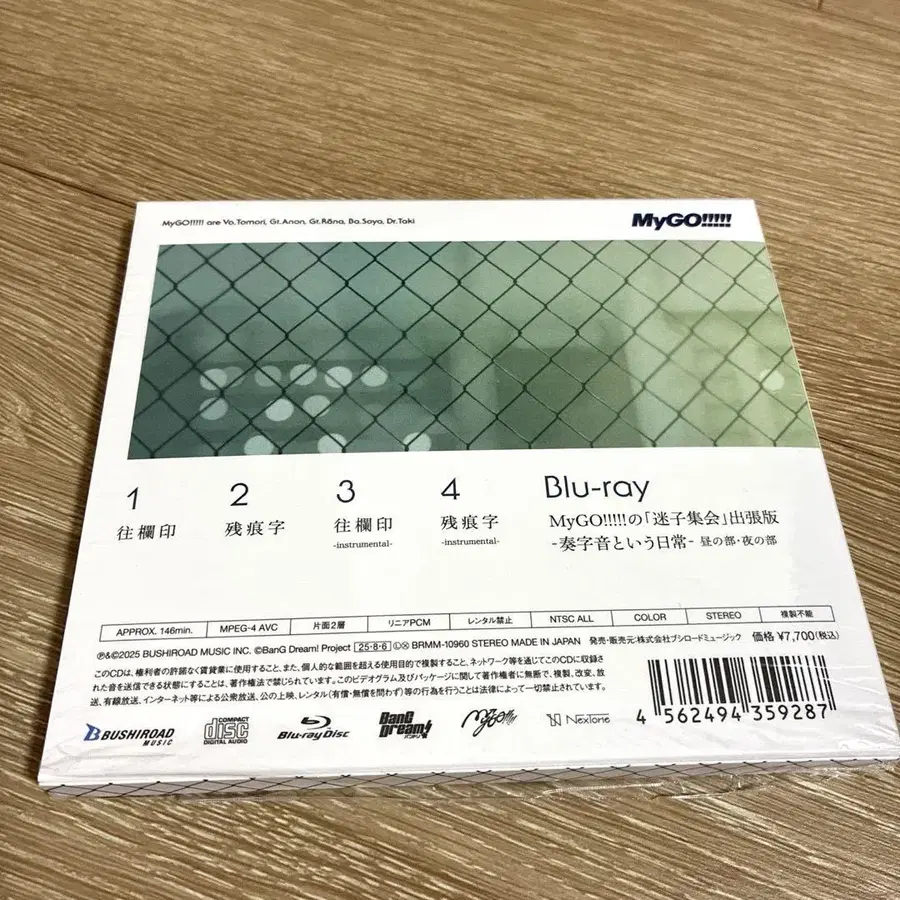 MyGO!!!!! are Vo.Tomori, Gt.Anon, Gt.Rāna, Ba.Soyo, Dr.Taki
MyGO!!!!!
1
往欄印
2
残痕字
3
往欄印
-instrumental-
4
残痕字
-instrumental-
Blu-ray
MyGO!!!!!の「迷子集会」出張版
-奏字音という日常- 昼の部・夜の部
APPROX. 146min. MPEG-4 AVC 片面2層 リニアPCM レンタル禁止 NTSC ALL COLOR STEREO 複製不能
Ⓟ&©2025 BUSHIROAD MUSIC INC. ©BanG Dream! Project 25・8・6 Ⓛ Ⓧ BRMM-10960 STEREO MADE IN JAPAN 発売・販売元:株式会社ブシロードミュージック 価格 ¥7,700(税込)
このCDは、権利者の許諾なく賃貸業に使用すること、また、個人的な範囲を超える使用目的で複製すること、ネットワーク等を通じてこのCDに収録さ
れた音を送信できる状態にすることは、著作権法で禁じられています。このビデオグラム及びパッケージに関して著作権者に無断で、複製、改変、放
送、有線放送、インターネット等による公衆放送、公の上映、レンタル(有償・無償を問わず)等の行為を行うことは法律によって一切禁止されています。
BUSHIROAD
MUSIC
COMPACT
disc
DIGITAL AUDIO
Blu-ray Disc
BanG
Dream!
バンドリ!
MyGO!!!!!
NexTone
4 562494 359287